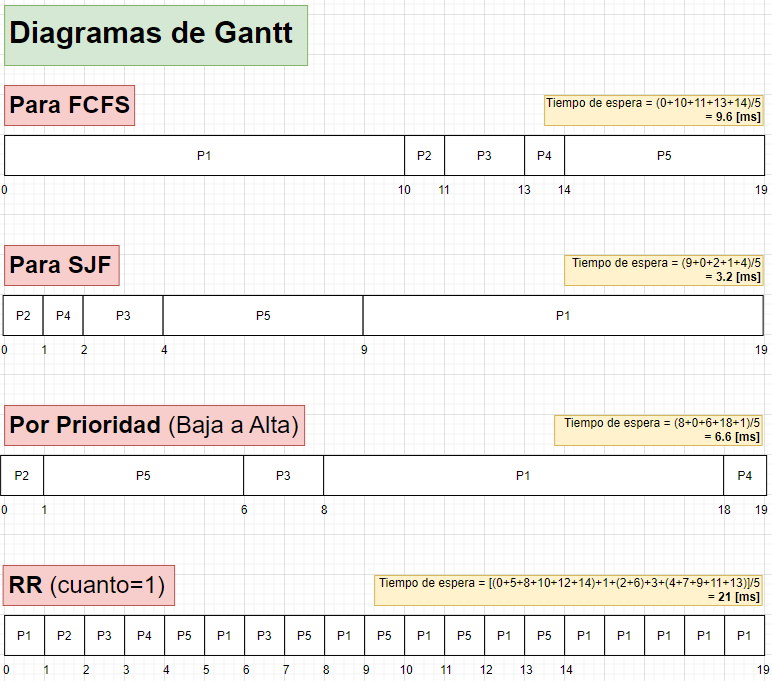 Diagramas de Gantt
Para FCFS
Tiempo de espera = (0+10+11+13+14)/5
= 9.6 [ms]
P1 P2 P3 P4 P5
0 10 11 13 14 19
Para SJF
Tiempo de espera = (9+0+2+1+4)/5
= 3.2 [ms]
P2 P4 P3 P5 P1
0 1 2 4 9 19
Por Prioridad (Baja a Alta)
Tiempo de espera = (8+0+6+18+1)/5
= 6.6 [ms]
P2 P5 P3 P1 P4
0 1 6 8 18 19
RR (cuanto=1)
Tiempo de espera = [(0+5+8+10+12+14)+1+(2+6)+3+(4+7+9+11+13)]/5
= 21 [ms]
P1 P2 P3 P4 P5 P1 P3 P5 P1 P5 P1 P5 P1 P5 P1 P1 P1 P1 P1
0 1 2 3 4 5 6 7 8 9 10 11 12 13 14 19